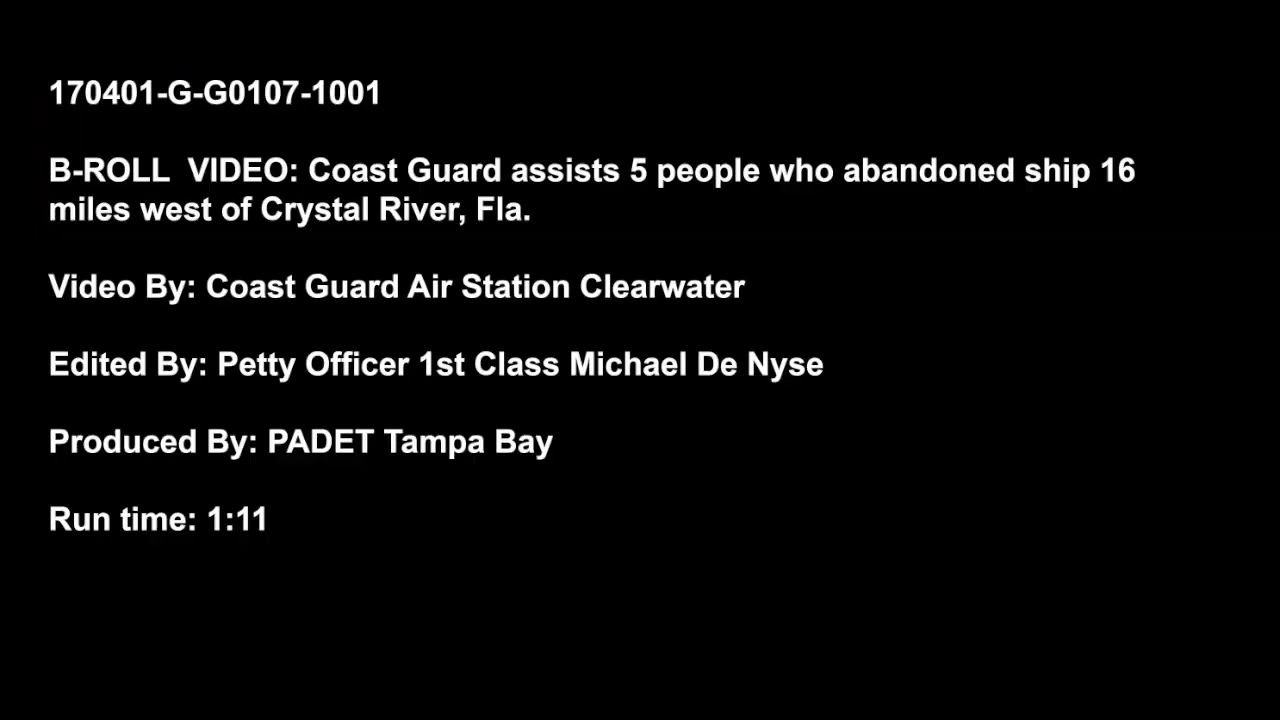 170401-G-G0107-1001
B-ROLL  VIDEO: Coast Guard assists 5 people who abandoned ship 16
miles west of Crystal River, Fla.
Video By: Coast Guard Air Station Clearwater
Edited By: Petty Officer 1st Class Michael De Nyse
Produced By: PADET Tampa Bay
Run time: 1:11